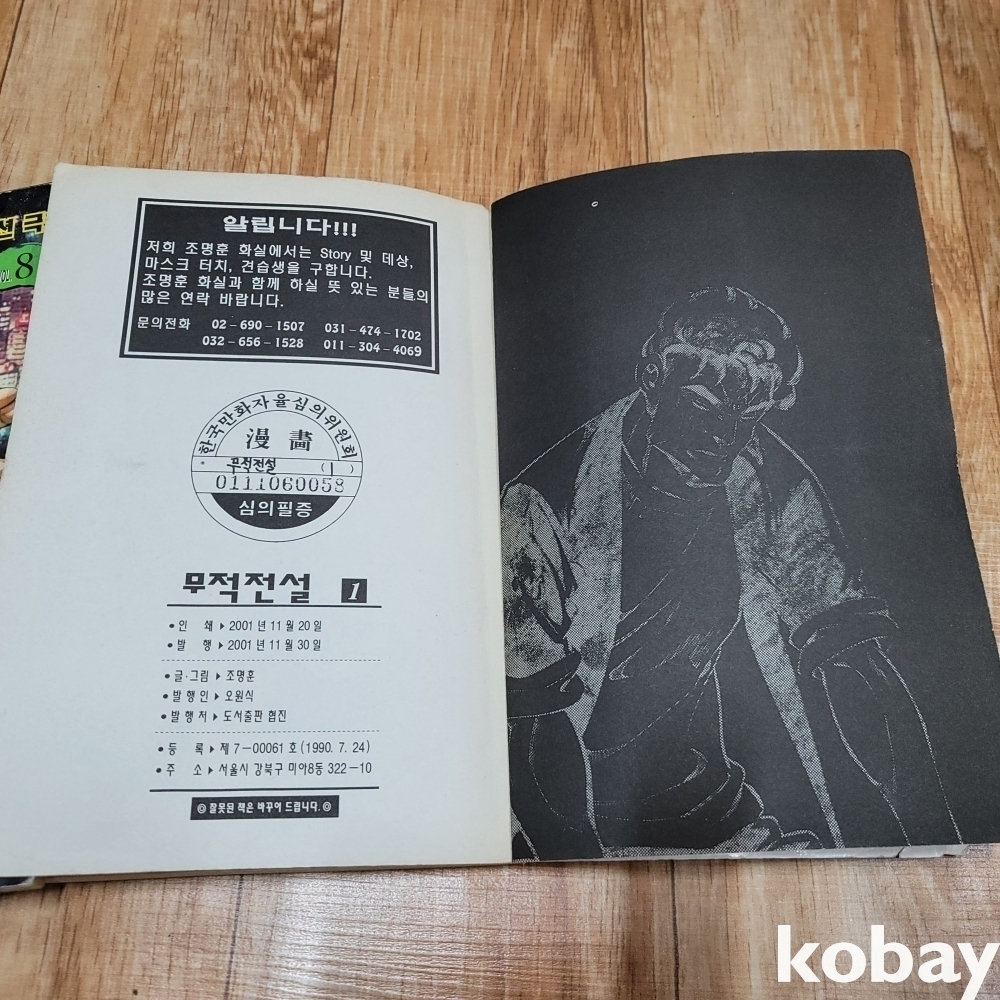 알립니다!!!
저희 조명훈 화실에서는 Story 및 데상,
마스크 터치, 견습생을 구합니다.
조명훈 화실과 함께 하실 뜻 있는 분들의
많은 연락 바랍니다.
문의전화 02-690-1507 031-474-1702
032-656-1528 011-304-4069
한국만화자율심의위원회
漫畵
무적전설 (1)
0111060058
심의필증
무적전설 1
•인 쇄▶2001년 11월 20일
•발 행▶2001년 11월 30일
•글·그림▶조명훈
•발행인▶오원식
•발행처▶도서출판 협진
•등 록▶제 7-00061호 (1990. 7. 24)
•주 소▶서울시 강북구 미아8동 322-10
◎ 잘못된 책은 바꾸어 드립니다. ◎
VOL. 8
kobay